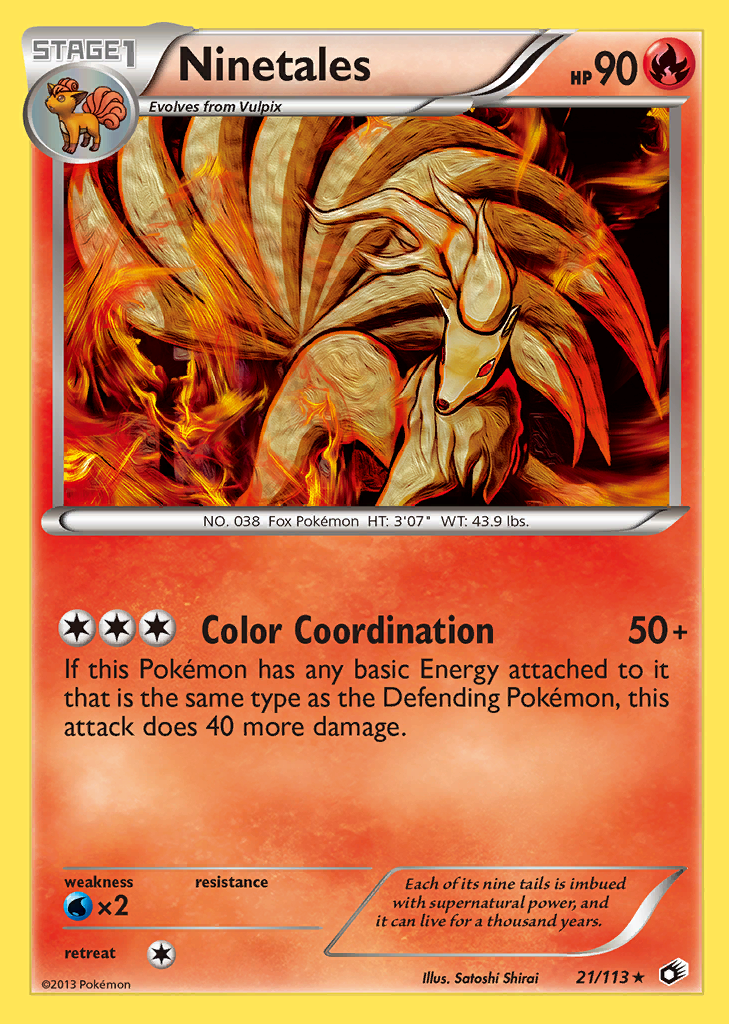 STAGE1
Ninetales
HP 90
Evolves from Vulpix
NO. 038 Fox Pokémon HT: 3'07" WT: 43.9 lbs.
Color Coordination 50+
If this Pokémon has any basic Energy attached to it
that is the same type as the Defending Pokémon, this
attack does 40 more damage.
weakness resistance
×2
retreat
Each of its nine tails is imbued
with supernatural power, and
it can live for a thousand years.
©2013 Pokémon
Illus. Satoshi Shirai
21/113 ★